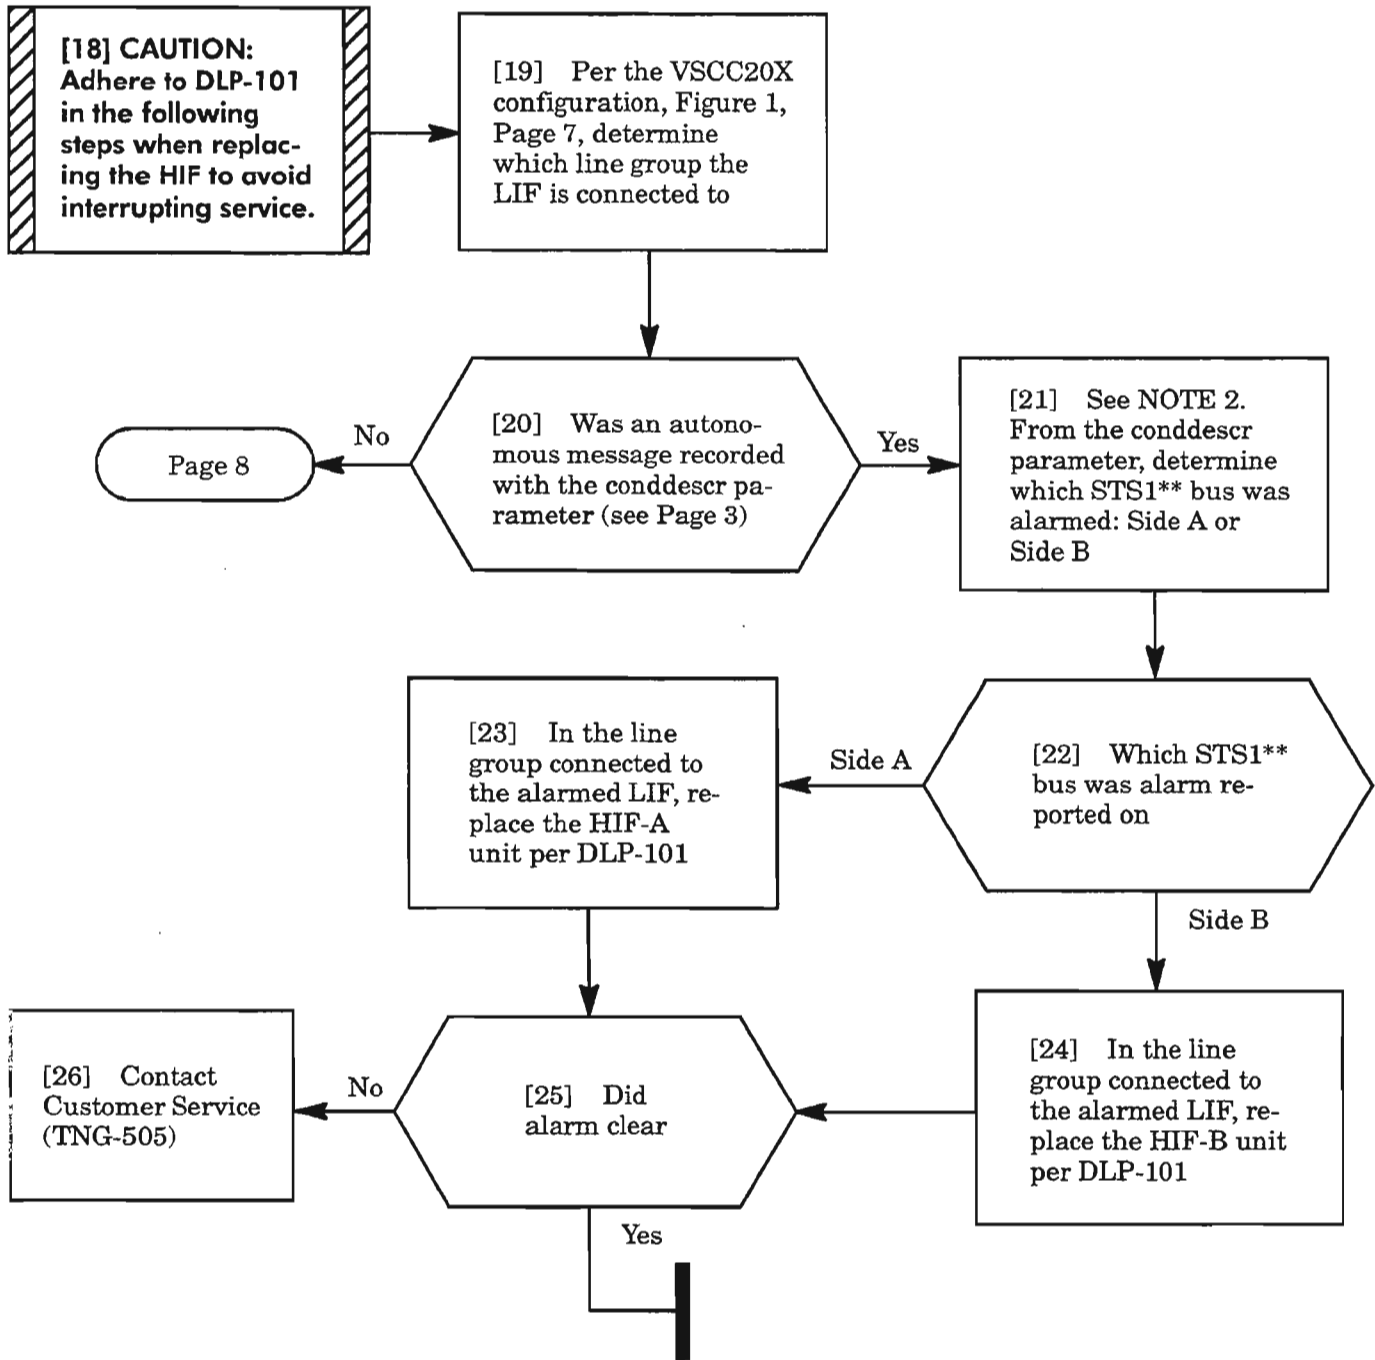 [18] CAUTION:
Adhere to DLP-101
in the following
steps when replac-
ing the HIF to avoid
interrupting service.
[19] Per the VSCC20X
configuration, Figure 1,
Page 7, determine
which line group the
LIF is connected to
[20] Was an autono-
mous message recorded
with the conddescr pa-
rameter (see Page 3)
No
Page 8
Yes
[21] See NOTE 2.
From the conddescr
parameter, determine
which STS1** bus was
alarmed: Side A or
Side B
[22] Which STS1**
bus was alarm re-
ported on
Side A
[23] In the line
group connected to
the alarmed LIF, re-
place the HIF-A
unit per DLP-101
Side B
[24] In the line
group connected to
the alarmed LIF, re-
place the HIF-B unit
per DLP-101
[25] Did
alarm clear
No
[26] Contact
Customer Service
(TNG-505)
Yes